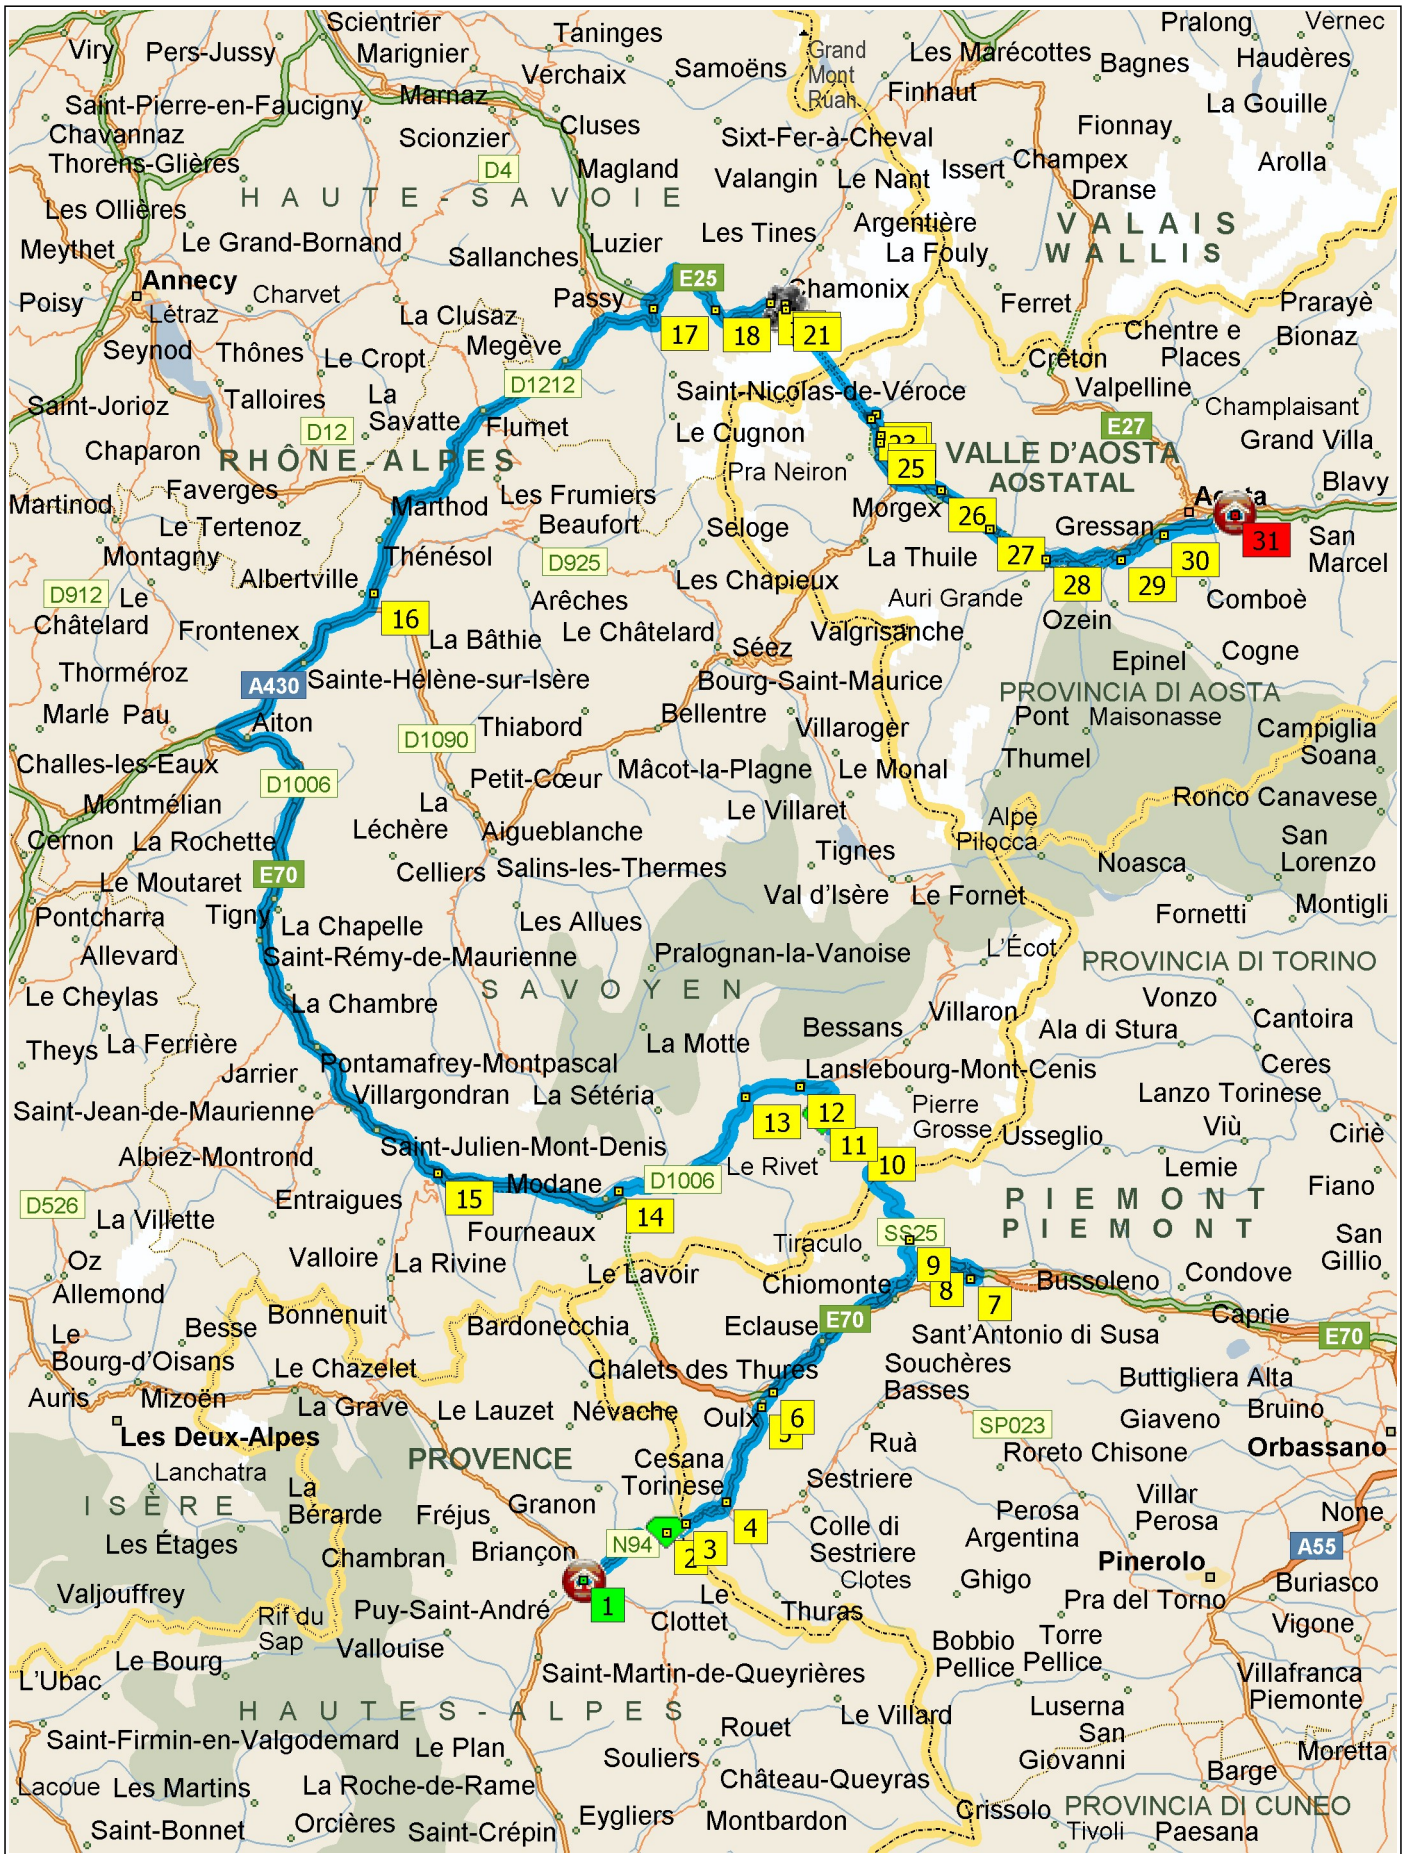 Scientrier
Taninges
Pralong
Vernec
Viry
Pers-Jussy
Marignier
Verchaix
Samoëns
Grand
Mont
Ruan
Les Marécottes
Bagnes
Haudères
Finhaut
La Gouille
Saint-Pierre-en-Faucigny
Marnaz
Chavannaz
Scionzier
Cluses
Sixt-Fer-à-Cheval
Fionnay
Thorens-Glières
D4
Magland
Valangin
Le Nant
Issert
Champex
Arolla
HAUTE-SAVOIE
Dranse
Les Ollières
Argentière
VALAIS
WALLIS
Meythet
Le Grand-Bornand
Luzier
Les Tines
La Fouly
Sallanches
Annecy
E25
Chamonix
Poisy
Charvet
Passy
Ferret
Prarayè
Létraz
La Clusaz
17
18
21
Chentre e
Places
Bionaz
Seynod
Thônes
Le Cropt
Megève
Crêton
D1212
Saint-Nicolas-de-Véroce
Valpelline
Saint-Jorioz
Talloires
La
Savatte
Champlaisant
D12
Flumet
Le Cugnon
23
E27
Grand Villa
Chaparon
RHÔNE-ALPES
Pra Neiron
25
VALLE D'AOSTA
AOSTATAL
Martinod
Faverges
Marthod
Les Frumiers
Aosta
Blavy
Le Tertenoz
Beaufort
Seloge
Morgex
26
Gressan
31
San
Marcel
Montagny
Thénésol
D925
La Thuile
27
30
D912
Albertville
Les Chapieux
28
29
Le
Châtelard
Arêches
Auri Grande
Comboè
16
Frontenex
La Bâthie
Le Châtelard
Valgrisanche
Ozein
Séez
Epinel
Cogne
Thorméroz
A430
Sainte-Hélène-sur-Isère
Bourg-Saint-Maurice
PROVINCIA DI AOSTA
Marle
Pau
Aiton
Thiabord
Bellentre
Villaroger
Pont
Maisonasse
Campiglia
Soana
D1090
Challes-les-Eaux
Thumel
D1006
Petit-Cœur
Mâcot-la-Plagne
Le Monal
Montmélian
La
Léchère
Le Villaret
Ronco Canavese
Cernon
La Rochette
Aigueblanche
Alpe
Pilocca
San
Lorenzo
Tignes
E70
Le Moutaret
Celliers
Salins-les-Thermes
Noasca
Val d'Isère
Le Fornet
Pontcharra
Tigny
La Chapelle
Les Allues
Fornetti
Montigli
Allevard
Saint-Rémy-de-Maurienne
Pralognan-la-Vanoise
L'Écot
PROVINCIA DI TORINO
Le Cheylas
La Chambre
SAVOYEN
Vonzo
Villaron
Cantoira
Theys
La Ferrière
La Motte
Bessans
Ala di Stura
Pontamafrey-Montpascal
Lanslebourg-Mont-Cenis
Ceres
Jarrier
Villargondran
La Sétéria
Lanzo Torinese
Saint-Jean-de-Maurienne
13
12
Pierre
Grosse
Usseglio
Viù
Ciriè
Albiez-Montrond
Saint-Julien-Mont-Denis
11
10
Le Rivet
Lemie
D526
15
Modane
D1006
Fiano
Entraigues
14
PIEMONT
PIEMONT
La Villette
Fourneaux
SS25
Tiraculo
San
Gillio
Oz
Valloire
La Rivine
Le Lavoir
9
Allemond
Chiomonte
8
7
Bussoleno
Condove
Bonnenuit
Besse
Bardonecchia
Eclause
E70
Caprie
E70
Le
Bourg-d'Oisans
Sant'Antonio di Susa
Le Chazelet
Chalets des Thures
Souchères
Basses
Buttigliera Alta
Auris
Mizoën
La Grave
Le Lauzet
Névache
Oulx
6
5
SP023
Giaveno
Bruino
Les Deux-Alpes
PROVENCE
Ruà
Roreto Chisone
Orbassano
Lanchatra
Cesana
Torinese
Sestriere
ISÈRE
La
Bérarde
Fréjus
Granon
Perosa
Argentina
Villar
Perosa
None
Les Étages
N94
4
Colle di
Sestriere
A55
Chambran
Briançon
2
3
Clotes
Ghigo
Pinerolo
Valjouffrey
1
Buriasco
Rif du
Sap
Puy-Saint-André
Le
Clottet
Thuras
Pra del Torno
Vigone
Vallouise
Bobbio
Pellice
Torre
Pellice
L'Ubac
Le Bourg
Saint-Martin-de-Queyrières
Villafranca
Piemonte
HAUTES-ALPES
Le Villard
Luserna
San
Giovanni
Saint-Firmin-en-Valgodemard
Le Plan
Rouet
Souliers
Moretta
Lacoue
Les Martins
La Roche-de-Rame
Château-Queyras
Barge
Orcières
Eygliers
Montbardon
Crissolo
PROVINCIA DI CUNEO
Saint-Bonnet
Saint-Crépin
Tivoli
Paesana